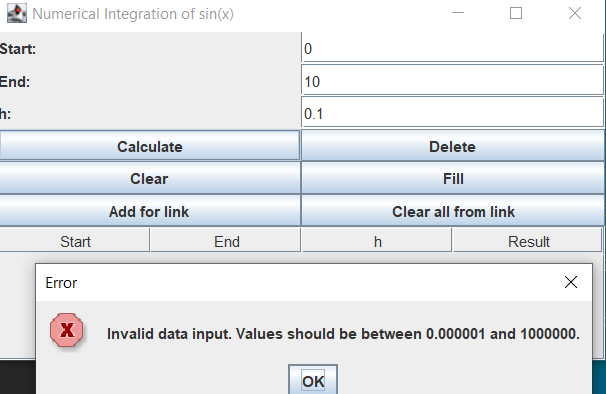 Numerical Integration of sin(x)
Start: 0
End: 10
h: 0.1
Calculate Delete
Clear Fill
Add for link Clear all from link
Start End h Result
Error
X
Invalid data input. Values should be between 0.000001 and 1000000.
OK